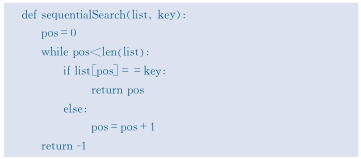 def sequentialSearch(list, key):
pos=0
while pos<len(list):
if list[pos]= =key:
return pos
else:
pos=pos+1
return -1